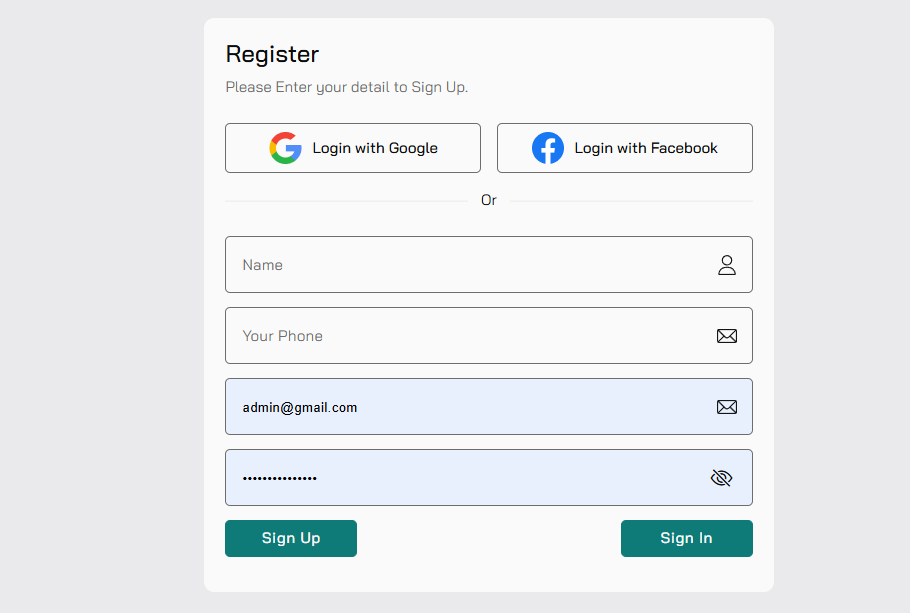 Register
Please Enter your detail to Sign Up.
Login with Google
Login with Facebook
Or
Name
Your Phone
admin@gmail.com
•••••••••••••••
Sign Up
Sign In